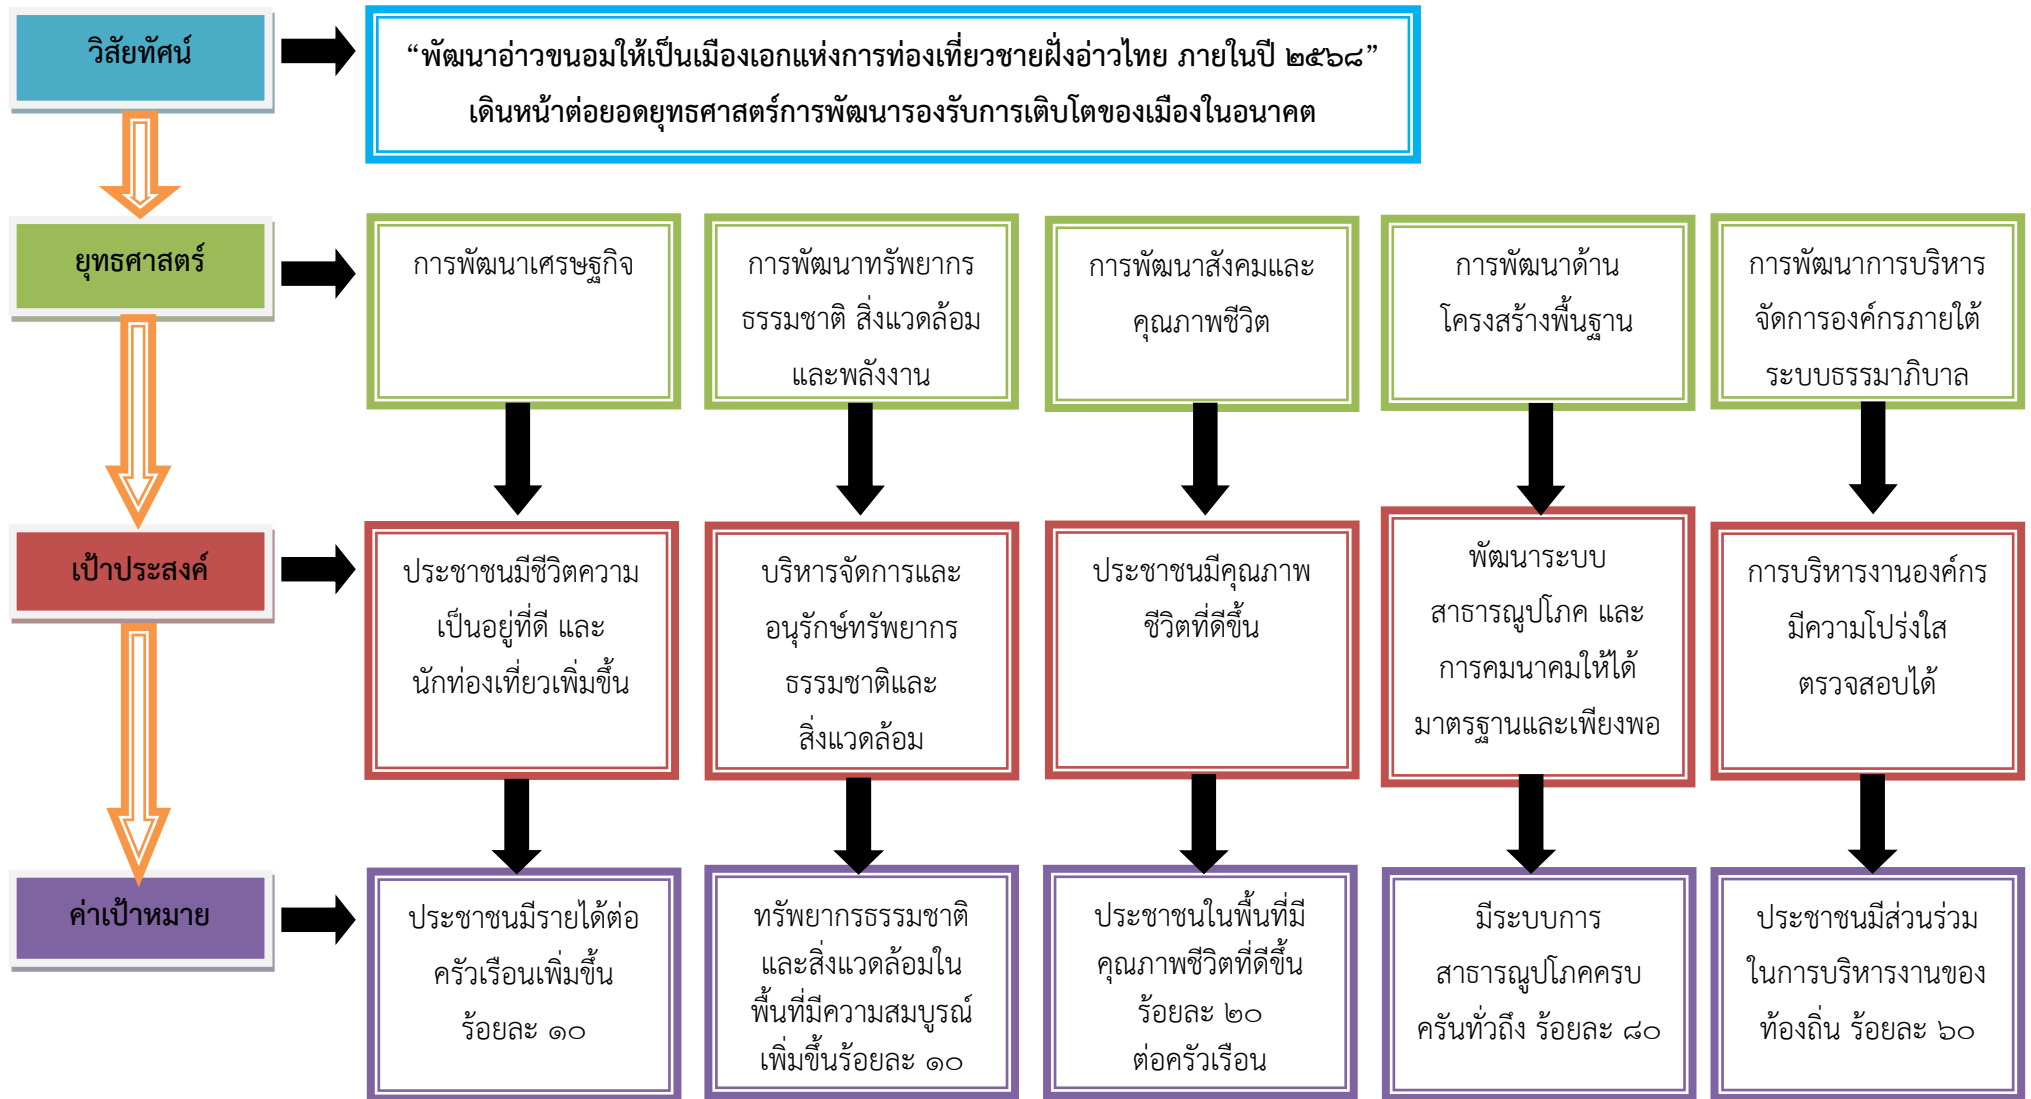 วิสัยทัศน์
“พัฒนาอ่าวขนอมให้เป็นเมืองเอกแห่งการท่องเที่ยวชายฝั่งอ่าวไทย ภายในปี ๒๕๖๘”
เดินหน้าต่อยอดยุทธศาสตร์การพัฒนารองรับการเติบโตของเมืองในอนาคต
ยุทธศาสตร์
การพัฒนาเศรษฐกิจ
การพัฒนาทรัพยากร
ธรรมชาติ สิ่งแวดล้อม
และพลังงาน
การพัฒนาสังคมและ
คุณภาพชีวิต
การพัฒนาด้าน
โครงสร้างพื้นฐาน
การพัฒนาการบริหาร
จัดการองค์กรภายใต้
ระบบธรรมาภิบาล
เป้าประสงค์
ประชาชนมีชีวิตความ
เป็นอยู่ที่ดี และ
นักท่องเที่ยวเพิ่มขึ้น
บริหารจัดการและ
อนุรักษ์ทรัพยากร
ธรรมชาติและ
สิ่งแวดล้อม
ประชาชนมีคุณภาพ
ชีวิตที่ดีขึ้น
พัฒนาระบบ
สาธารณูปโภค และ
การคมนาคมให้ได้
มาตรฐานและเพียงพอ
การบริหารงานองค์กร
มีความโปร่งใส
ตรวจสอบได้
ค่าเป้าหมาย
ประชาชนมีรายได้ต่อ
ครัวเรือนเพิ่มขึ้น
ร้อยละ ๑๐
ทรัพยากรธรรมชาติ
และสิ่งแวดล้อมใน
พื้นที่มีความสมบูรณ์
เพิ่มขึ้นร้อยละ ๑๐
ประชาชนในพื้นที่มี
คุณภาพชีวิตที่ดีขึ้น
ร้อยละ ๒๐
ต่อครัวเรือน
มีระบบการ
สาธารณูปโภคครบ
ครันทั่วถึง ร้อยละ ๘๐
ประชาชนมีส่วนร่วม
ในการบริหารงานของ
ท้องถิ่น ร้อยละ ๖๐